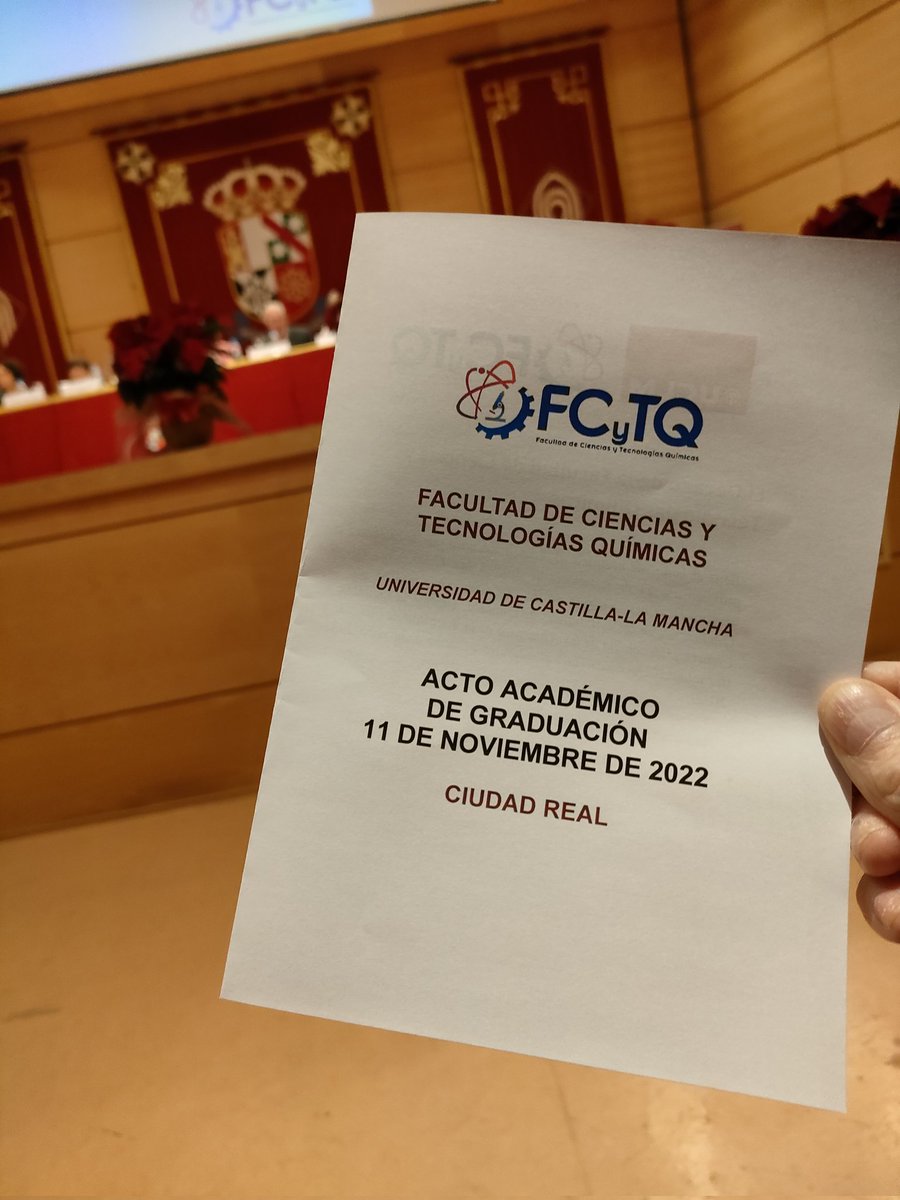 FCyTQ
Facultad de Ciencias y Tecnologías Químicas
FACULTAD DE CIENCIAS Y
TECNOLOGÍAS QUÍMICAS
UNIVERSIDAD DE CASTILLA-LA MANCHA
ACTO ACADÉMICO
DE GRADUACIÓN
11 DE NOVIEMBRE DE 2022
CIUDAD REAL